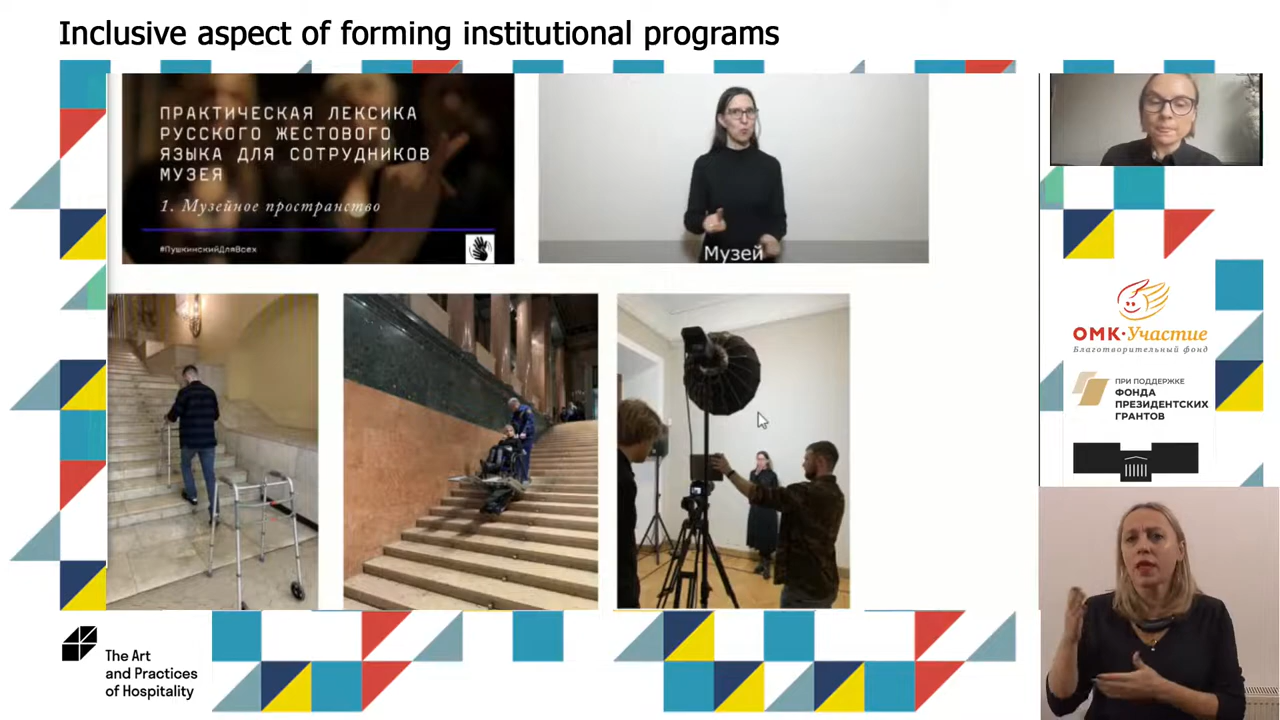 Inclusive aspect of forming institutional programs
ПРАКТИЧЕСКАЯ ЛЕКСИКА
РУССКОГО ЖЕСТОВОГО
ЯЗЫКА ДЛЯ СОТРУДНИКОВ
МУЗЕЯ
1. Музейное пространство
#ПушкинскийДляВсех
Музей
ОМК·Участие
Благотворительный фонд
ПРИ ПОДДЕРЖКЕ
ФОНДА
ПРЕЗИДЕНТСКИХ
ГРАНТОВ
The Art
and Practices
of Hospitality